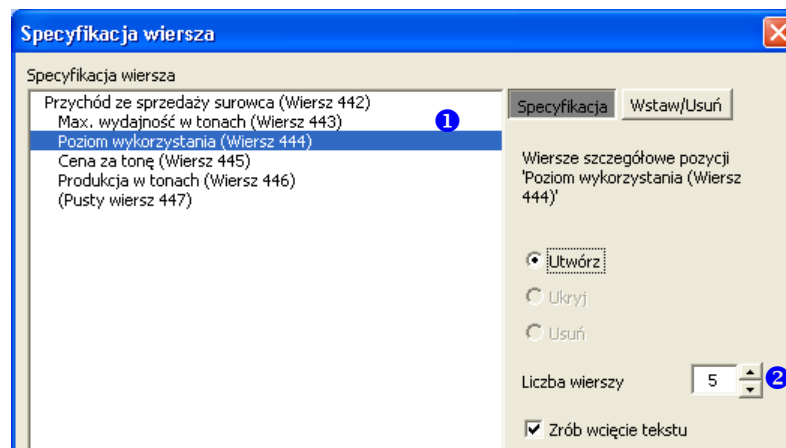 Specyfikacja wiersza
Specyfikacja wiersza
Przychód ze sprzedaży surowca (Wiersz 442)
Max. wydajność w tonach (Wiersz 443)
1
Poziom wykorzystania (Wiersz 444)
Cena za tonę (Wiersz 445)
Produkcja w tonach (Wiersz 446)
(Pusty wiersz 447)
Specyfikacja
Wstaw/Usuń
Wiersze szczegółowe pozycji
'Poziom wykorzystania (Wiersz
444)'
Utwórz
Ukryj
Usuń
Liczba wierszy 5
2
Zrób wcięcie tekstu